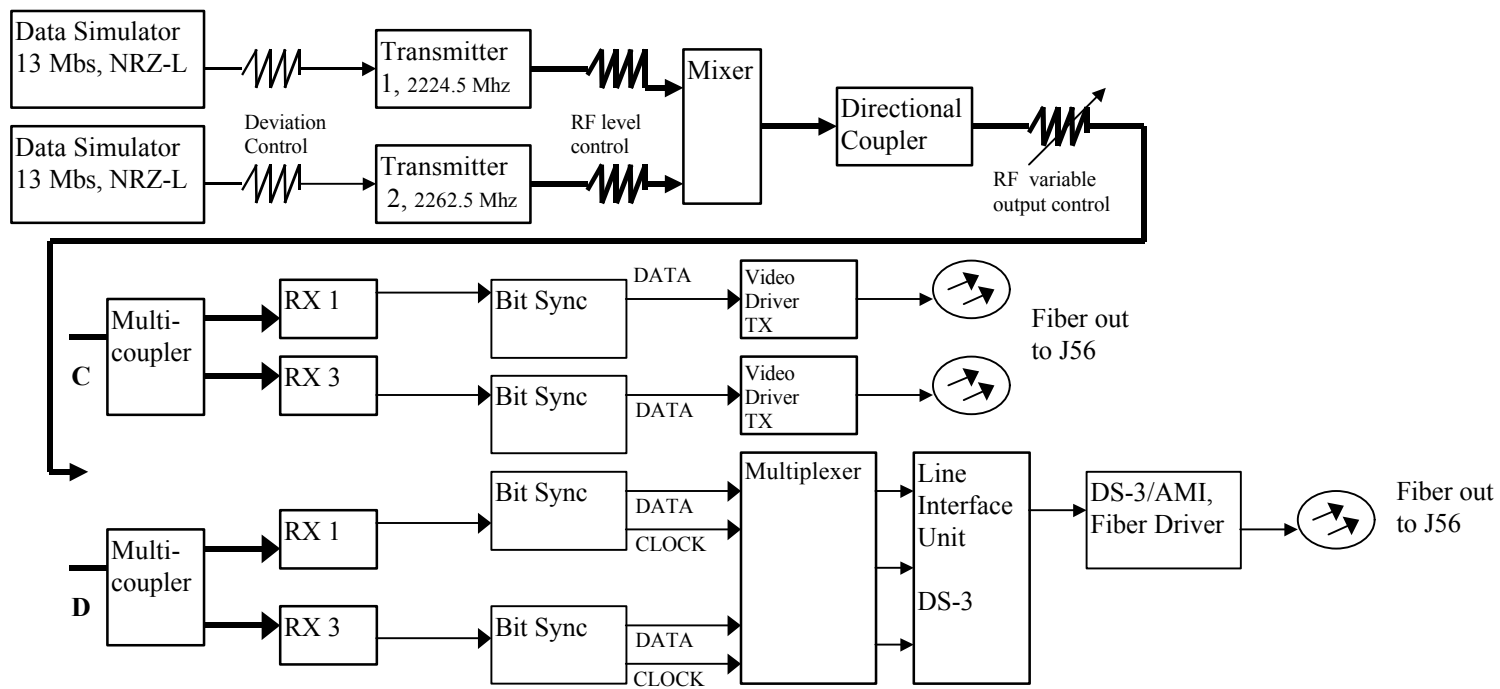 Data Simulator
13 Mbs, NRZ-L
Transmitter
1, 2224.5 Mhz
Mixer
Directional
Coupler
Deviation
Control
RF level
control
Data Simulator
13 Mbs, NRZ-L
Transmitter
2, 2262.5 Mhz
RF variable
output control
Multi-
coupler
C
RX 1
Bit Sync
DATA
Video
Driver
TX
Fiber out
to J56
RX 3
Bit Sync
DATA
Video
Driver
TX
Multi-
coupler
D
RX 1
Bit Sync
DATA
CLOCK
Multiplexer
Line
Interface
Unit
DS-3
DS-3/AMI,
Fiber Driver
Fiber out
to J56
RX 3
Bit Sync
DATA
CLOCK